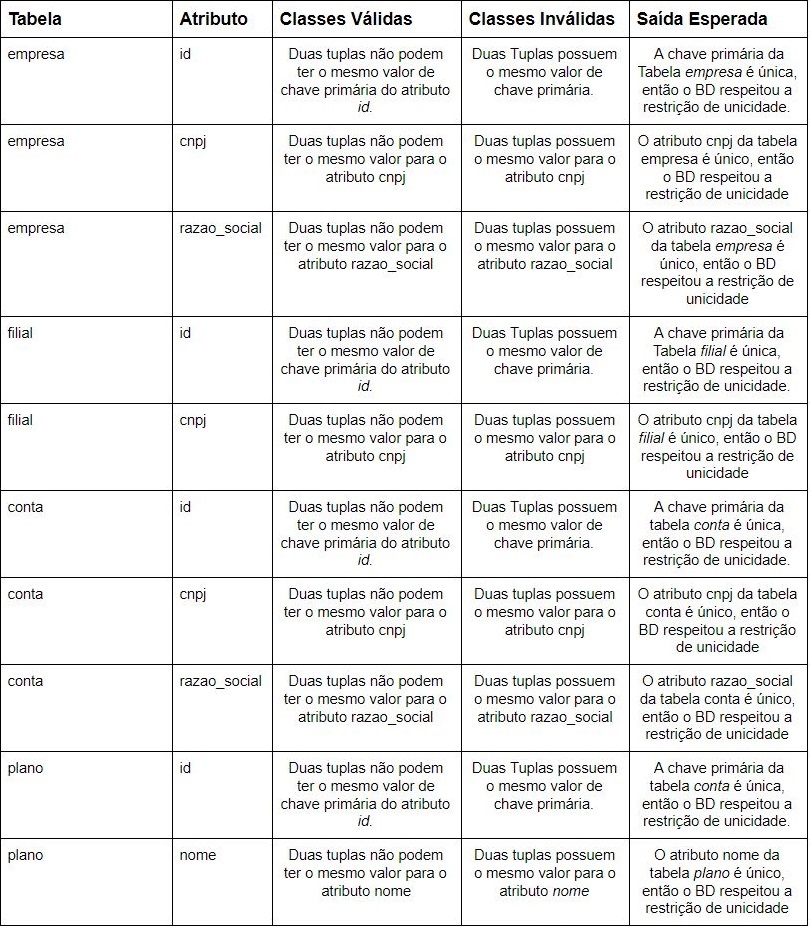 Tabela
Atributo
Classes Válidas
Classes Inválidas
Saída Esperada
empresa
id
Duas tuplas não podem
ter o mesmo valor de
chave primária do atributo
id.
Duas Tuplas possuem
o mesmo valor de
chave primária.
A chave primária da
Tabela empresa é única,
então o BD respeitou a
restrição de unicidade.
empresa
cnpj
Duas tuplas não podem
ter o mesmo valor para o
atributo cnpj
Duas tuplas possuem
o mesmo valor para o
atributo cnpj
O atributo cnpj da tabela
empresa é único, então
o BD respeitou a
restrição de unicidade
empresa
razao_social
Duas tuplas não podem
ter o mesmo valor para o
atributo razao_social
Duas tuplas possuem
o mesmo valor para o
atributo razao_social
O atributo razao_social
da tabela empresa é
único, então o BD
respeitou a restrição de
unicidade
filial
id
Duas tuplas não podem
ter o mesmo valor de
chave primária do atributo
id.
Duas Tuplas possuem
o mesmo valor de
chave primária.
A chave primária da
Tabela filial é única,
então o BD respeitou a
restrição de unicidade.
filial
cnpj
Duas tuplas não podem
ter o mesmo valor para o
atributo cnpj
Duas tuplas possuem
o mesmo valor para o
atributo cnpj
O atributo cnpj da tabela
filial é único, então o BD
respeitou a restrição de
unicidade
conta
id
Duas tuplas não podem
ter o mesmo valor de
chave primária do atributo
id.
Duas Tuplas possuem
o mesmo valor de
chave primária.
A chave primária da
tabela conta é única,
então o BD respeitou a
restrição de unicidade.
conta
cnpj
Duas tuplas não podem
ter o mesmo valor para o
atributo cnpj
Duas tuplas possuem
o mesmo valor para o
atributo cnpj
O atributo cnpj da tabela
conta é único, então o
BD respeitou a restrição
de unicidade
conta
razao_social
Duas tuplas não podem
ter o mesmo valor para o
atributo razao_social
Duas tuplas possuem
o mesmo valor para o
atributo razao_social
O atributo razao_social
da tabela conta é único,
então o BD respeitou a
restrição de unicidade
plano
id
Duas tuplas não podem
ter o mesmo valor de
chave primária do atributo
id.
Duas Tuplas possuem
o mesmo valor de
chave primária.
A chave primária da
tabela conta é única,
então o BD respeitou a
restrição de unicidade.
plano
nome
Duas tuplas não podem
ter o mesmo valor para o
atributo nome
Duas tuplas possuem
o mesmo valor para o
atributo nome
O atributo nome da
tabela plano é único,
então o BD respeitou a
restrição de unicidade